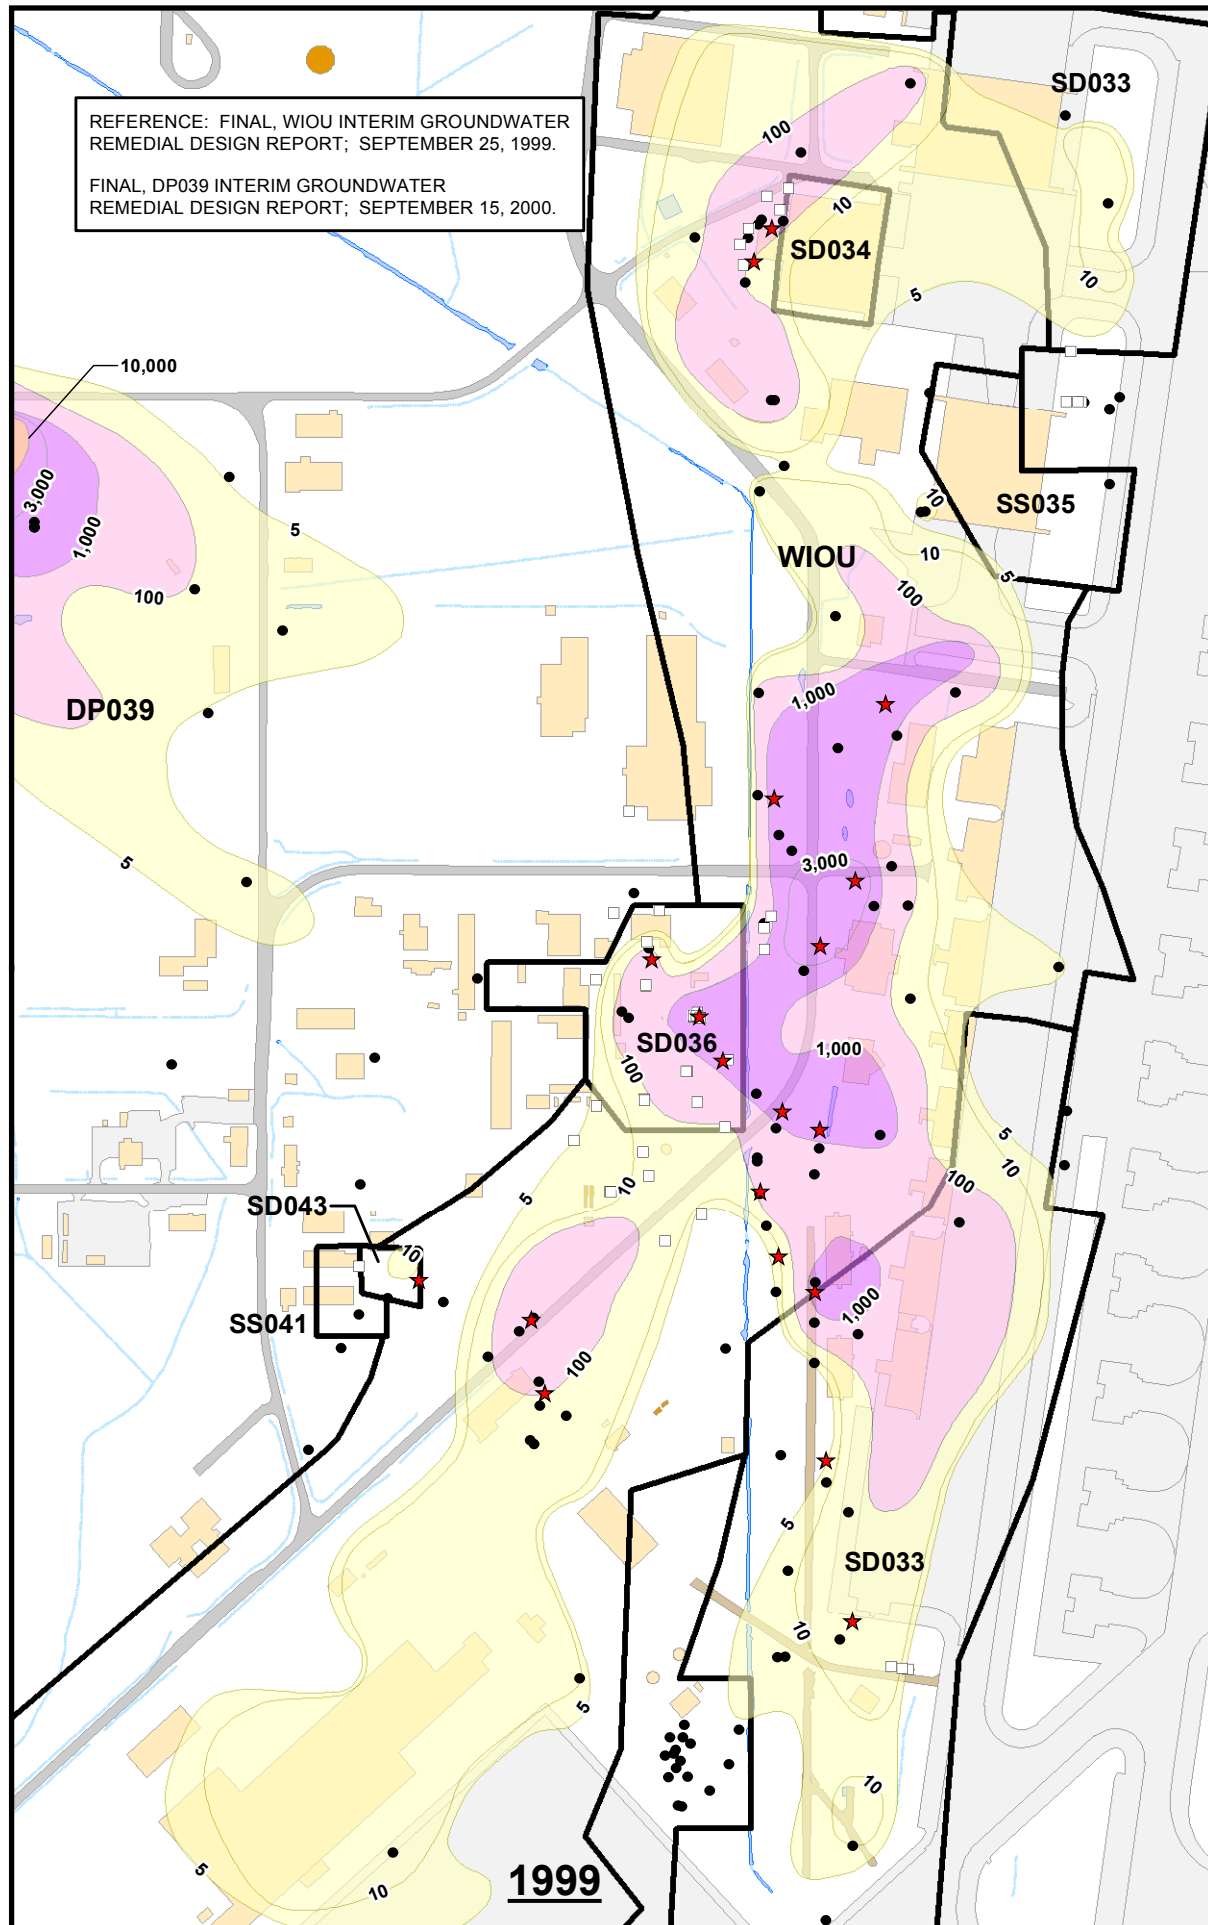 SD033
REFERENCE: FINAL, WIOU INTERIM GROUNDWATER
REMEDIAL DESIGN REPORT; SEPTEMBER 25, 1999.
FINAL, DP039 INTERIM GROUNDWATER
REMEDIAL DESIGN REPORT; SEPTEMBER 15, 2000.
100
10
SD034
10
5
10,000
3,000
1,000
100
5
DP039
5
10
SS035
10
WIOU
5
100
1,000
3,000
SD036
100
1,000
5
10
100
5
10
SD043
10
SS041
1,000
100
5
SD033
10
5
10
5
10
1999